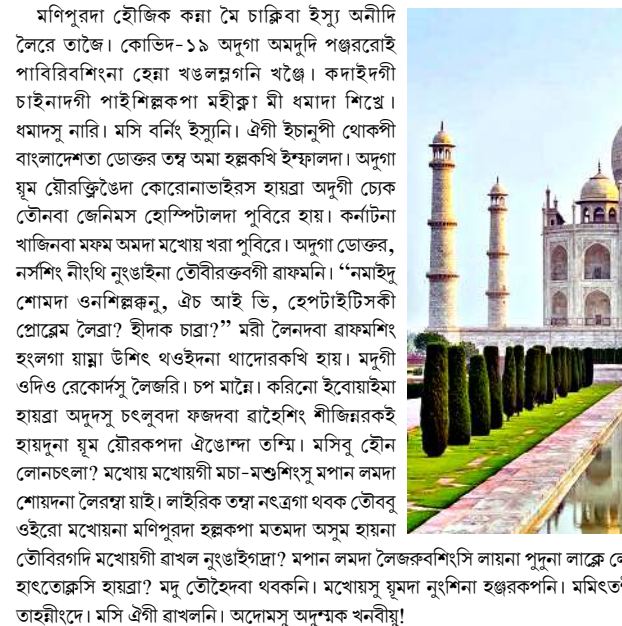 মণিপুরদা হৌজিক কন্না মৈ চাক্লিবা ইস্যু অনীদি
লৈরে তাজৈ। কোভিদ-১৯ অদুগা অমদুদি পঞ্জররোই
পাবিরিবশিংনা হেন্না খঙলম্লগনি খঞ্জৈ। কদাইদগী
চাইনাদগী পাইশিল্লকপা মহীক্না মী ধমাদা শিখ্রে।
ধমাদসু নারি। মসি বর্নিং ইস্যুনি। ঐগী ইচানুপী থোকপী
বাংলাদেশতা ডোক্তর তম্ব অমা হল্লকখি ইম্ফালদা। অদুগা
য়ূম য়ৌরক্ত্রিঙৈদা কোরোনাভাইরস হায়ব্রা অদুগী চ্যেক
তৌনবা জেনিমস হোস্পিটালদা পুবিরে হায়। কর্নাটনা
খাজিনবা মফম অমদা মখোয় খরা পুবিরে। অদুগা ডোক্তর,
নর্সশিং নীংথি নুংঙাইনা তৌবীরক্তবগী ৱাফমনি। “নমাইদু
শোমদা ওনশিল্লক্কনু, ঐচ আই ভি, হেপটাইটিসকী
প্রোব্লেম লৈব্রা? হীদাক চাব্রা?” মরী লৈনদবা ৱাফমশিং
হংলগা য়াম্না উশিৎ থওইদনা থাদোরকখি হায়। মদুগী
ওদিও রেকোর্দসু লৈজরি। চপ মান্নৈ। করিনো ইবোয়াইমা
হায়ব্রা অদুদসু চৎলুবদা ফজদবা ৱাহৈশিং শীজিন্নরকই
হায়দুনা য়ূম য়ৌরকপদা ঐঙোন্দা তম্মি। মসিবু হৌন
লোনচৎলা? মখোয় মখোয়গী মচা-মশুশিংসু মপান লমদা
শোয়দনা লৈরম্বা য়াই। লাইরিক তম্বা নৎত্রগা থবক তৌববু
ওইরো মখোয়না মণিপুরদা হল্লকপা মতমদা অসুম হায়না
তৌবিরগদি মখোয়গী ৱাখল নুংঙাইগদ্রা? মপান লমদা লৈজরুবশিংসি লায়না পুদুনা লাক্লে
হাৎতোক্লসি হায়ব্রা? মদু তৌহৈদবা থবকনি। মখোয়সু য়ূমদা নুংশিনা হঞ্জরকপনি।
তাহন্নীংদে। মসি ঐগী ৱাখলনি। অদোমসু অদুম্মক খনবীয়ু!